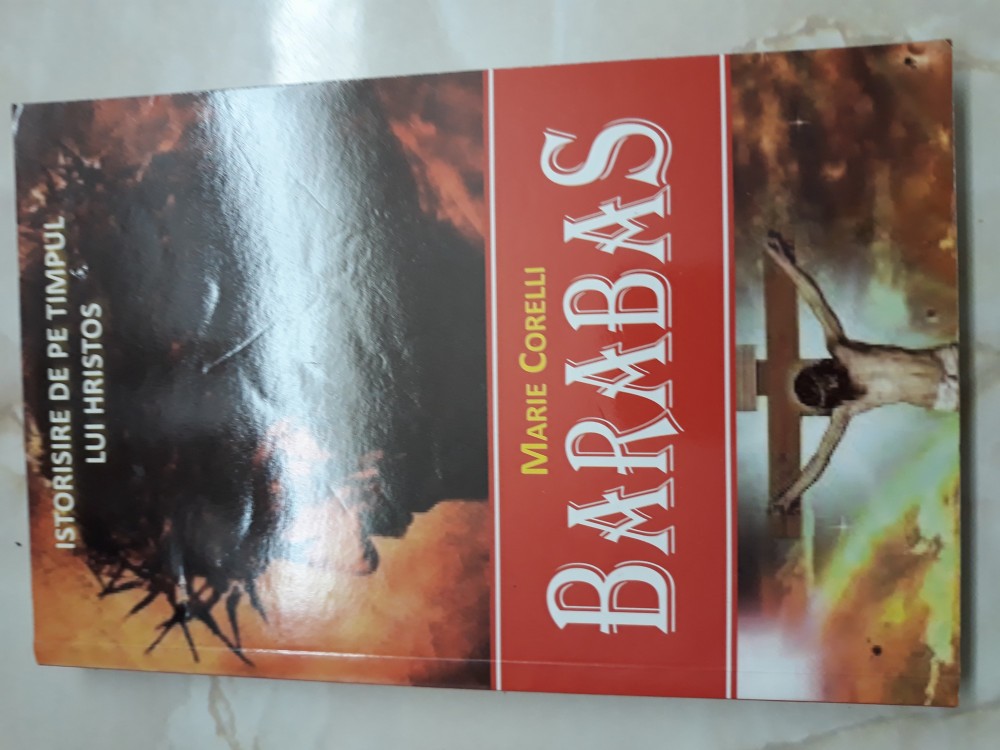 ISTORISIRE DE PE TIMPUL
LUI HRISTOS
MARIE CORELLI
BARABAS